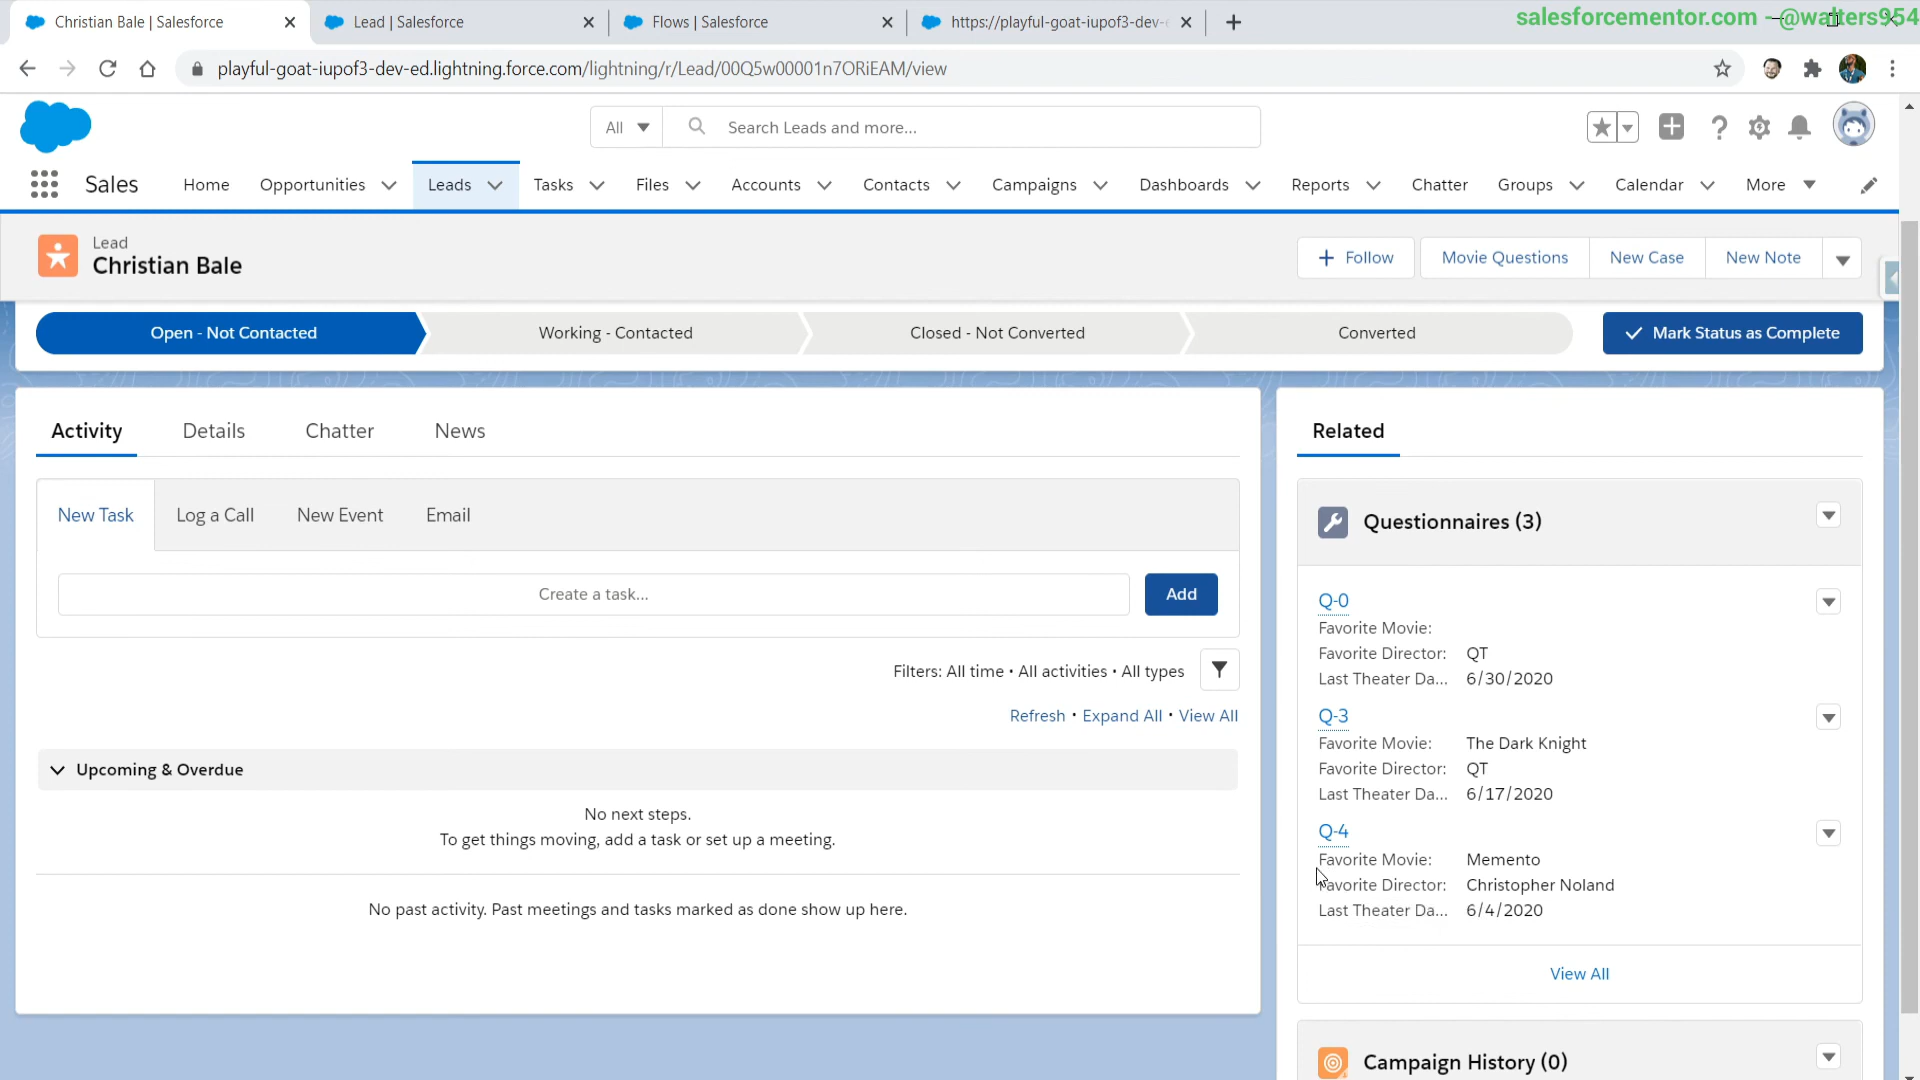 Christian Bale | Salesforce
Lead | Salesforce
Flows | Salesforce
https://playful-goat-iupof3-dev-e
salesforcementor.com - @walters954
playful-goat-iupof3-dev-ed.lightning.force.com/lightning/r/Lead/00Q5w00001n7ORiEAM/view
All
Search Leads and more...
Sales
Home
Opportunities
Leads
Tasks
Files
Accounts
Contacts
Campaigns
Dashboards
Reports
Chatter
Groups
Calendar
More
Lead
Christian Bale
Follow
Movie Questions
New Case
New Note
Open - Not Contacted
Working - Contacted
Closed - Not Converted
Converted
Mark Status as Complete
Activity
Details
Chatter
News
New Task
Log a Call
New Event
Email
Create a task...
Add
Filters: All time • All activities • All types
Refresh • Expand All • View All
Upcoming & Overdue
No next steps.
To get things moving, add a task or set up a meeting.
No past activity. Past meetings and tasks marked as done show up here.
Related
Questionnaires (3)
Q-0
Favorite Movie:
Favorite Director: QT
Last Theater Da... 6/30/2020
Q-3
Favorite Movie: The Dark Knight
Favorite Director: QT
Last Theater Da... 6/17/2020
Q-4
Favorite Movie: Memento
Favorite Director: Christopher Noland
Last Theater Da... 6/4/2020
View All
Campaign History (0)